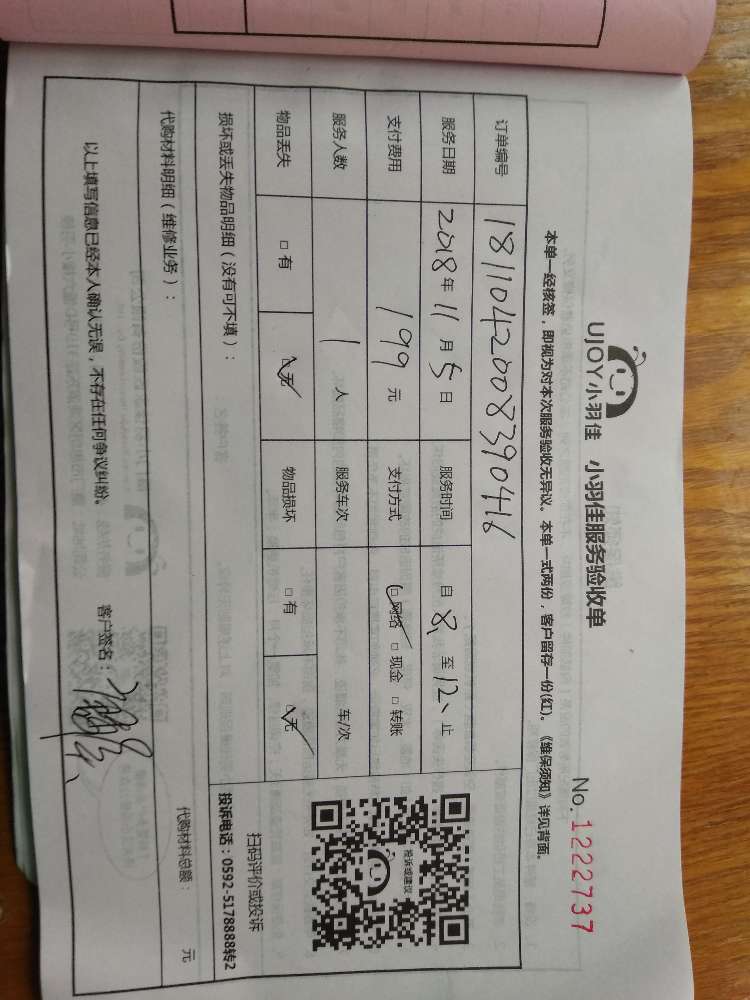 UJOY小羽佳 小羽佳服务验收单
No. 1222737
本单一经核签，即视为对本次服务验收无异议。本单一式两份，客户留存一份(红)。《维保须知》详见背面。
订单编号 1811042008390416
服务日期 2018年 11月 5日 服务时间 自 8、至 12、止
支付费用 199元 支付方式 □网络 □现金 □转账
服务人数 1人 服务车次 车/次
物品丢失 □有 □无 物品损坏 □有 □无
投诉或建议
扫码评价或投诉
投诉电话：0592-5178888转2
损坏或丢失物品明细（没有可不填）：
代购材料明细（维修业务）：
代购材料总额： 元
以上填写信息已经本人确认无误，不存在任何争议纠纷。 客户签名：